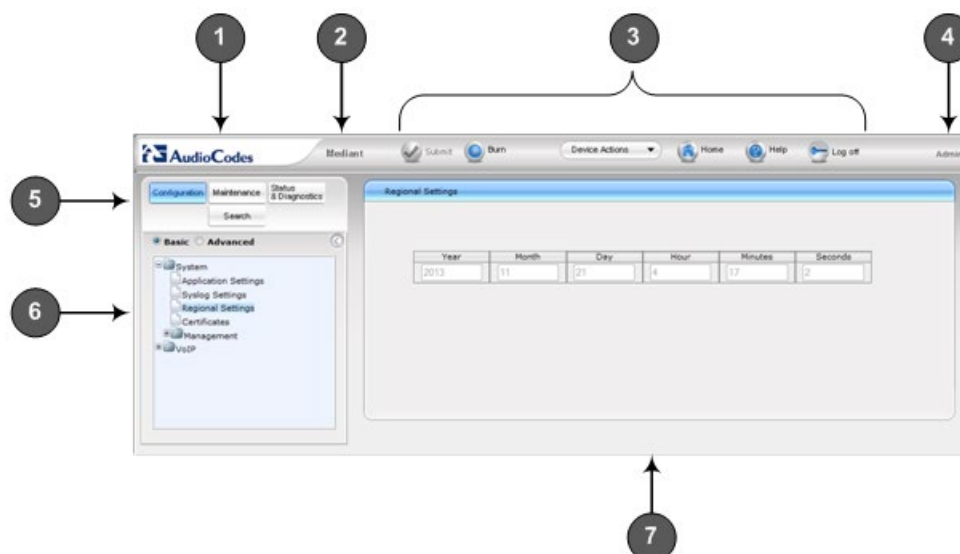 1 2 3 4
AudioCodes Mediant Submit Burn Device Actions Home Help Log off Admin
5
Configuration Maintenance Status & Diagnostics
Search
Basic Advanced
6
System
Application Settings
Syslog Settings
Regional Settings
Certificates
Management
VoIP
Regional Settings
Year Month Day Hour Minutes Seconds
2013 11 21 4 17 2
7